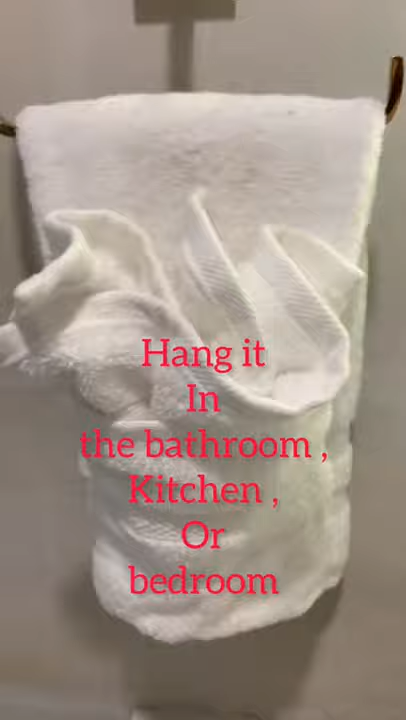 Hang it
In
the bathroom ,
Kitchen ,
Or
bedroom